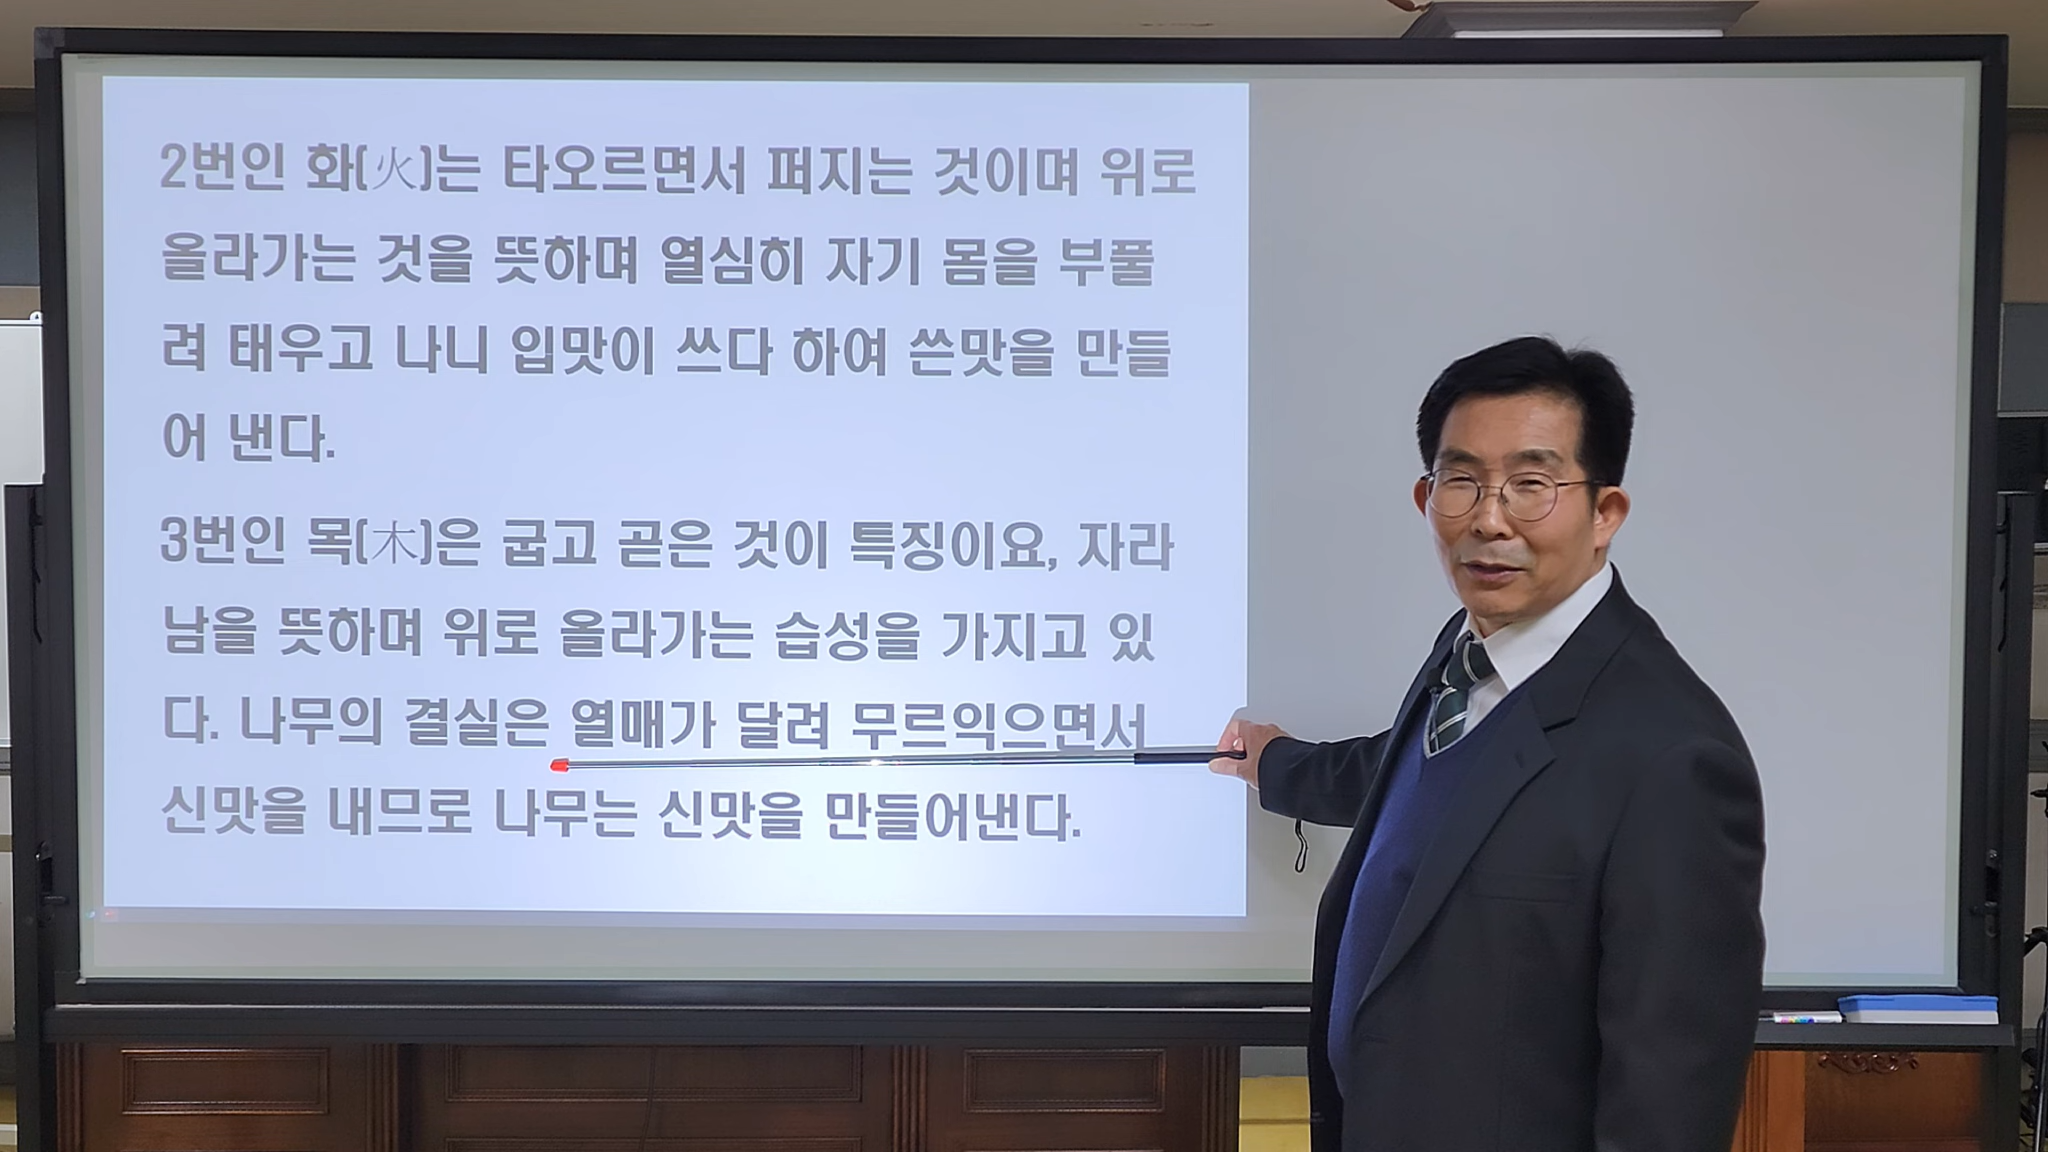 2번인 화(火)는 타오르면서 퍼지는 것이며 위로
올라가는 것을 뜻하며 열심히 자기 몸을 부풀
려 태우고 나니 입맛이 쓰다 하여 쓴맛을 만들
어 낸다.
3번인 목(木)은 굽고 곧은 것이 특징이요, 자라
남을 뜻하며 위로 올라가는 습성을 가지고 있
다. 나무의 결실은 열매가 달려 무르익으면서
신맛을 내므로 나무는 신맛을 만들어낸다.